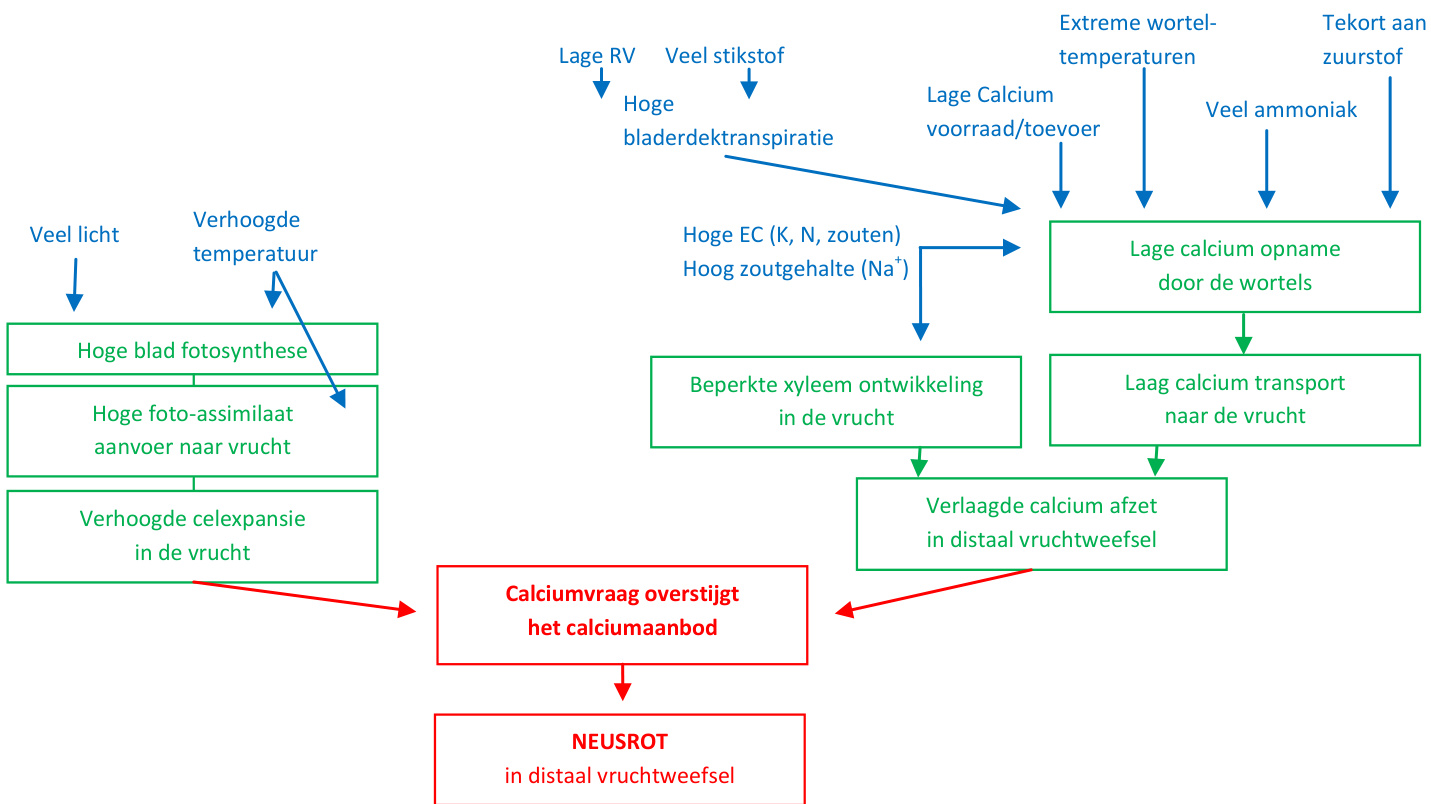 Extreme wortel-
temperaturen
Tekort aan
zuurstof
Lage RV
Veel stikstof
Hoge
bladerdektranspiratie
Lage Calcium
voorraad/toevoer
Veel ammoniak
Veel licht
Verhoogde
temperatuur
Hoge EC (K, N, zouten)
Hoog zoutgehalte (Na⁺)
Lage calcium opname
door de wortels
Hoge blad fotosynthese
Hoge foto-assimilaat
aanvoer naar vrucht
Beperkte xyleem ontwikkeling
in de vrucht
Laag calcium transport
naar de vrucht
Verhoogde celexpansie
in de vrucht
Verlaagde calcium afzet
in distaal vruchtweefsel
Calciumvraag overstijgt
het calciumaanbod
NEUSROT
in distaal vruchtweefsel